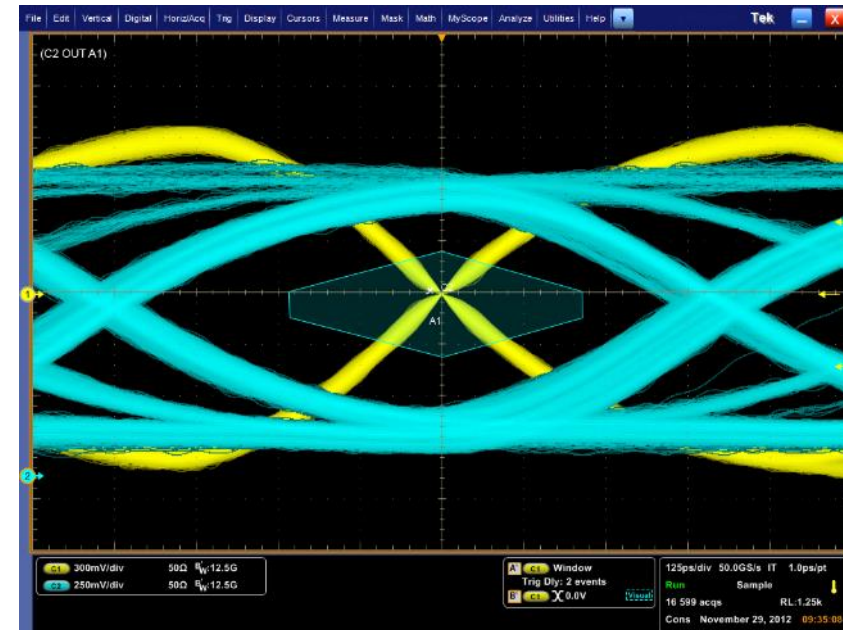 File Edit Vertical Digital Horiz/Acq Trig Display Cursors Measure Mask Math MyScope Analyze Utilities Help Tek X
(C2 OUT A1)
1
A1
2
C1 300mV/div 50Ω BW:12.5G
C2 250mV/div 50Ω BW:12.5G
A' C1 Window
Trig Dly: 2 events
B' C1 0.0V Visual
125ps/div 50.0GS/s IT 1.0ps/pt
Run Sample
16 599 acqs RL:1.25k
Cons November 29, 2012 09:35:08